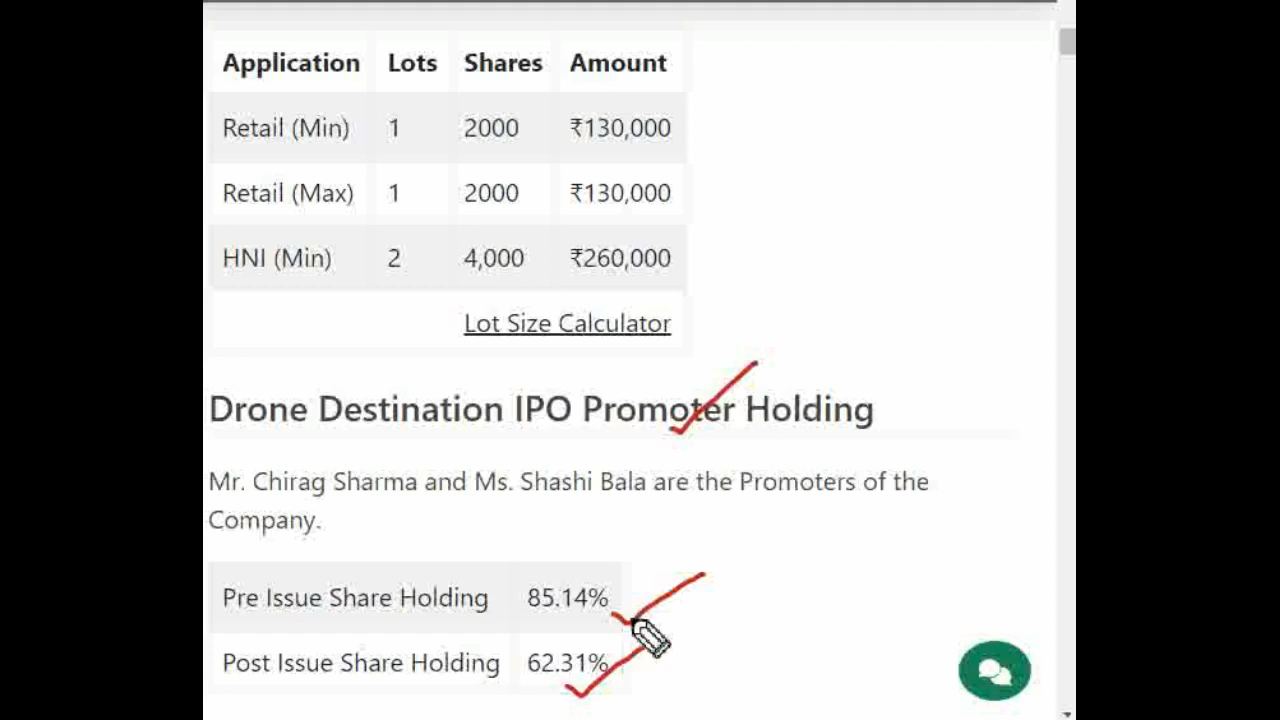 Application Lots Shares Amount
Retail (Min) 1 2000 ₹130,000
Retail (Max) 1 2000 ₹130,000
HNI (Min) 2 4,000 ₹260,000
Lot Size Calculator
Drone Destination IPO Promoter Holding
Mr. Chirag Sharma and Ms. Shashi Bala are the Promoters of the
Company.
Pre Issue Share Holding 85.14%
Post Issue Share Holding 62.31%